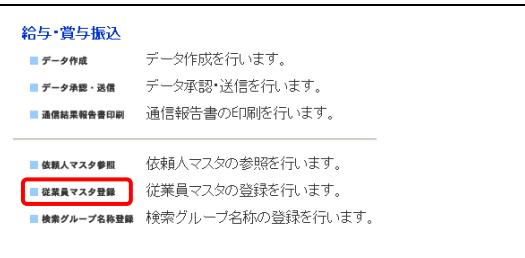 給与・賞与振込
データ作成 データ作成を行います。
データ承認・送信 データ承認・送信を行います。
通信結果報告書印刷 通信報告書の印刷を行います。
依頼人マスタ参照 依頼人マスタの参照を行います。
従業員マスタ登録 従業員マスタの登録を行います。
検索グループ名称登録 検索グループ名称の登録を行います。